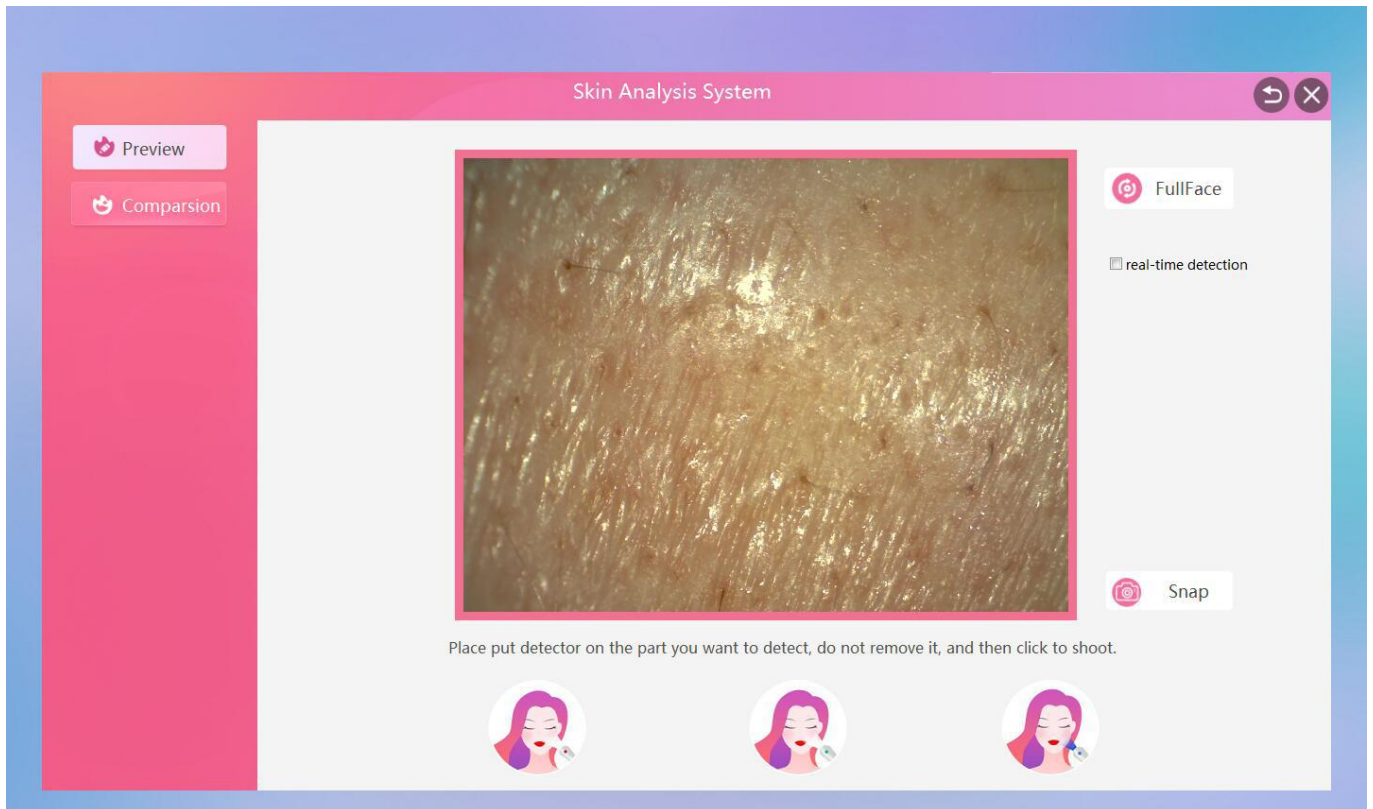 Skin Analysis System
Preview
Comparsion
FullFace
real-time detection
Snap
Place put detector on the part you want to detect, do not remove it, and then click to shoot.